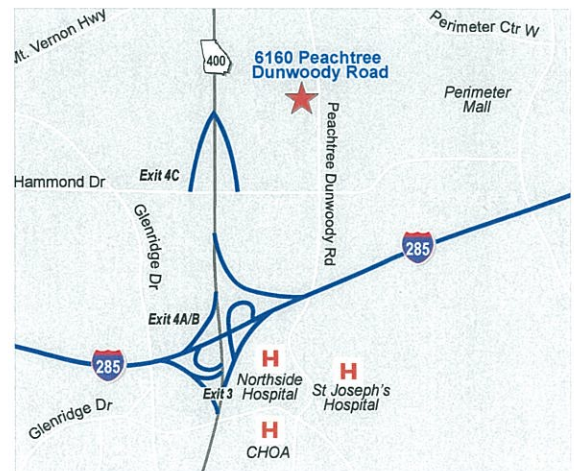 Mt. Vernon Hwy
400
6160 Peachtree
Dunwoody Road
Perimeter Ctr W
Perimeter
Mall
Peachtree Dunwoody Rd
Exit 4C
Hammond Dr
Glenridge Dr
285
Exit 4A/B
285
Exit 3
H
Northside
Hospital
H
St Joseph's
Hospital
Glenridge Dr
H
CHOA